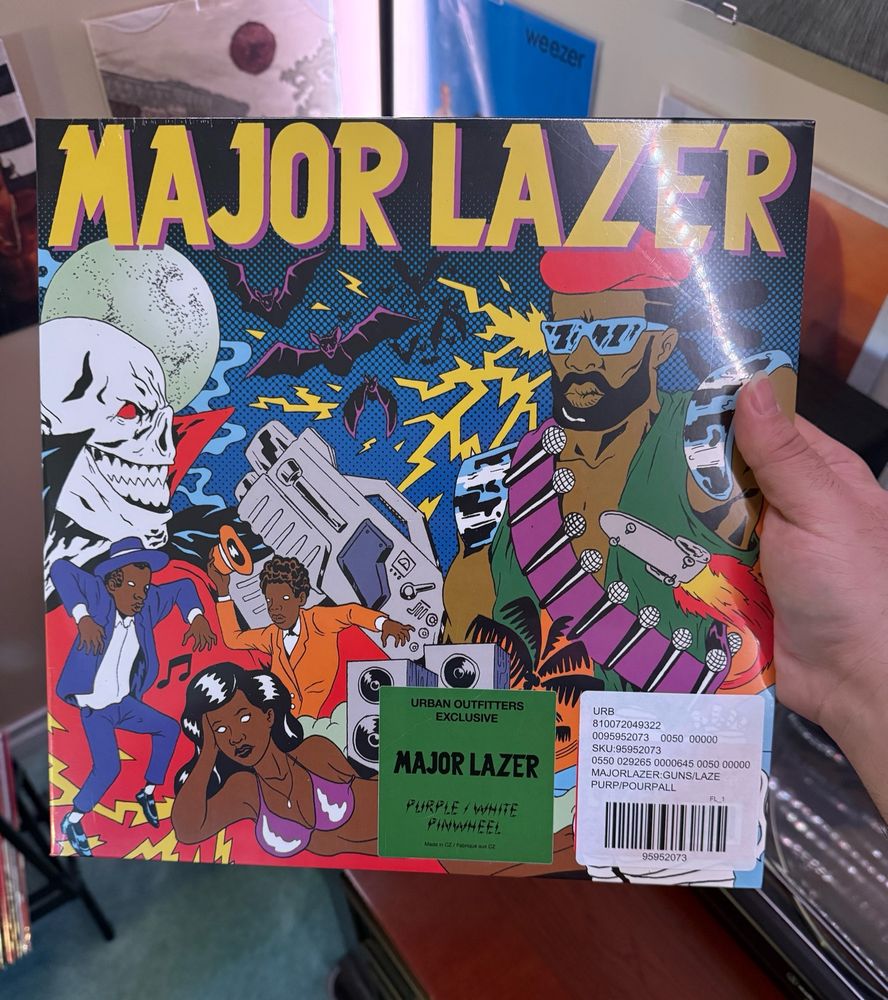 weezer
MAJOR LAZER
URBAN OUTFITTERS
EXCLUSIVE
MAJOR LAZER
PURPLE / WHITE
PINWHEEL
Made in CZ / Fabriqué aux CZ
URB
810072049322
0095952073 0050 00000
SKU:95952073
0550 029265 0000645 0050 00000
MAJORLAZER:GUNS/LAZE
PURP/POURPALL
FL_1
95952073